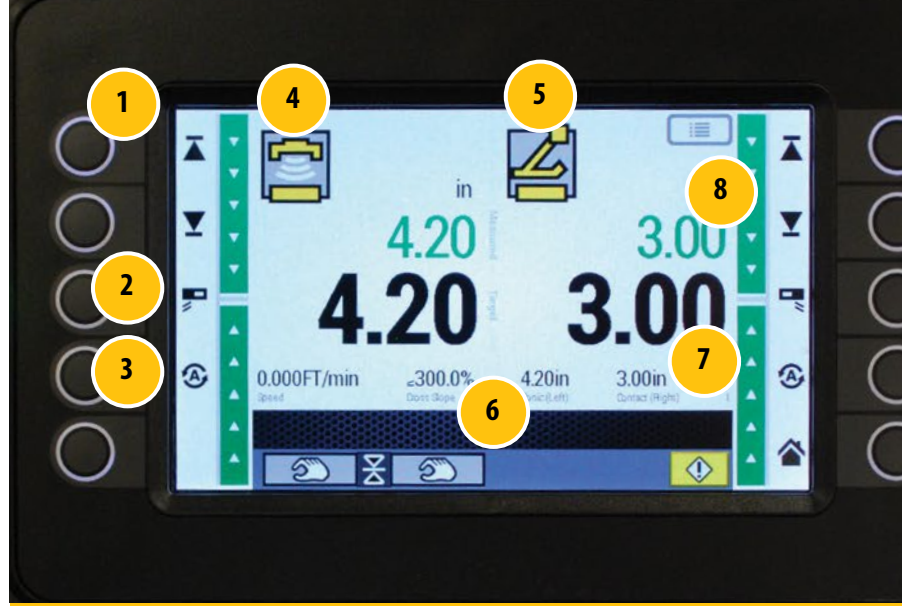 1
4
5
8
in
4.20
Measured
3.00
2
4.20
Target
3.00
3
A
0.000FT/min
300.0%
4.20in
3.00in
7
A
Speed
Cross Slope
6
(Left)
Contact (Right)